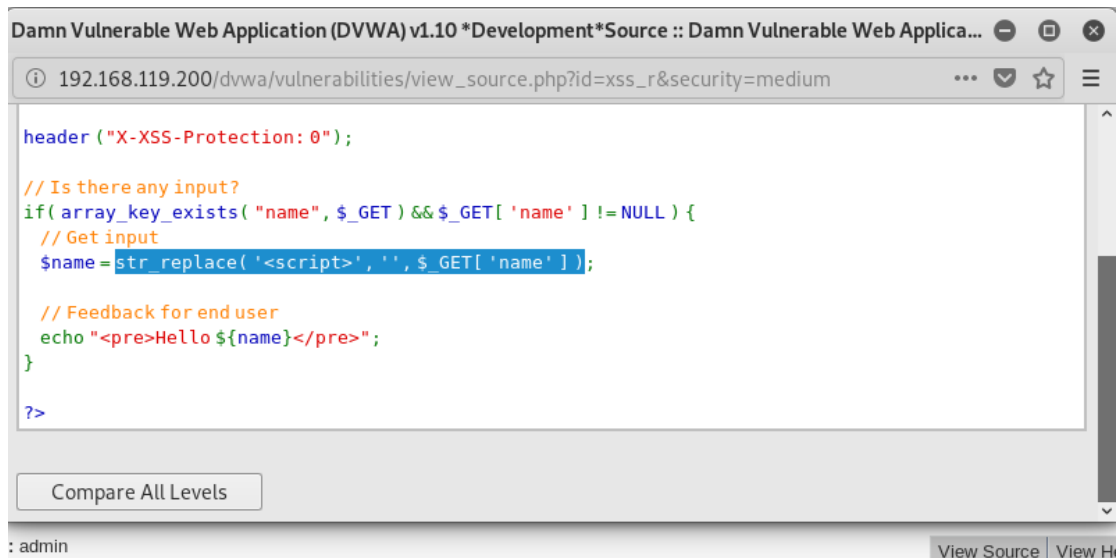 Damn Vulnerable Web Application (DVWA) v1.10 *Development*Source :: Damn Vulnerable Web Applica...
192.168.119.200/dvwa/vulnerabilities/view_source.php?id=xss_r&security=medium
header ("X-XSS-Protection: 0");
// Is there any input?
if( array_key_exists( "name", $_GET ) && $_GET[ 'name' ] != NULL ) {
// Get input
$name = str_replace( '<script>', '', $_GET[ 'name' ] );
// Feedback for end user
echo "<pre>Hello ${name}</pre>";
}
?>
Compare All Levels
: admin
View Source View H